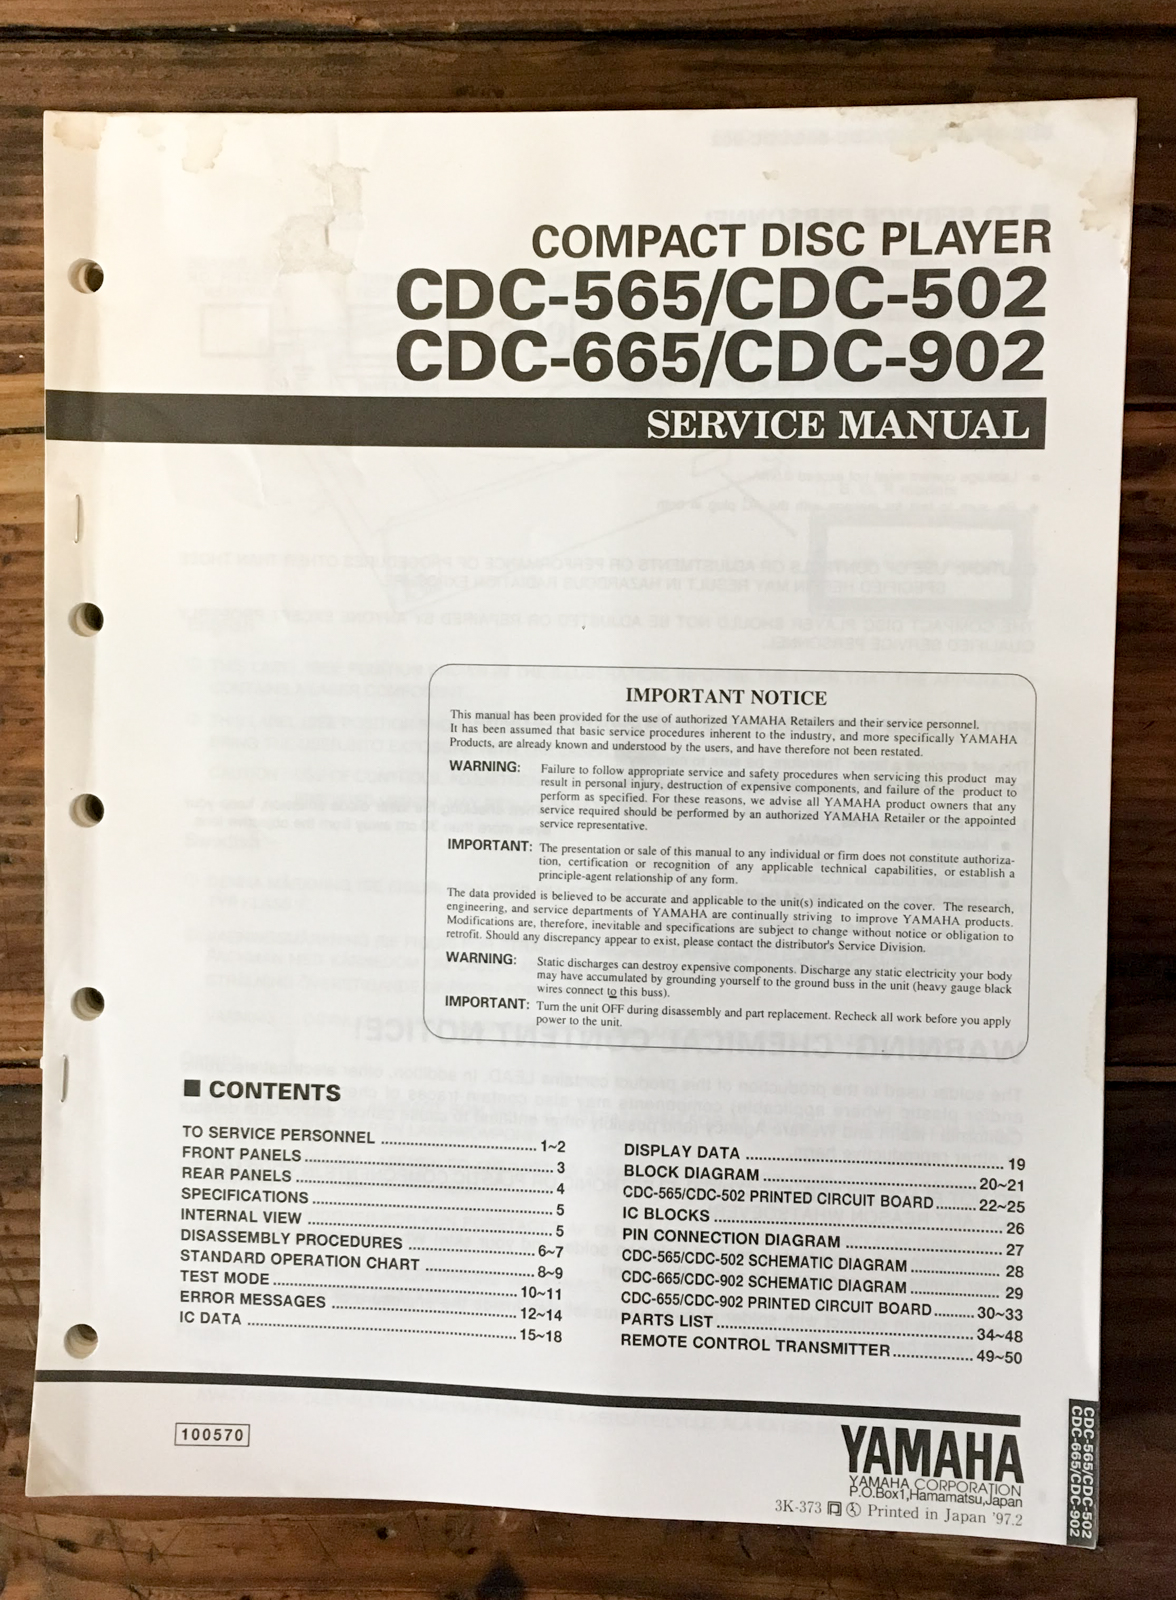 COMPACT DISC PLAYER
CDC-565/CDC-502
CDC-665/CDC-902
SERVICE MANUAL
IMPORTANT NOTICE
This manual has been provided for the use of authorized YAMAHA Retailers and their service personnel.
It has been assumed that basic service procedures inherent to the industry, and more specifically YAMAHA
Products, are already known and understood by the users, and have therefore not been restated.
WARNING: Failure to follow appropriate service and safety procedures when servicing this product may
result in personal injury, destruction of expensive components, and failure of the product to
perform as specified. For these reasons, we advise all YAMAHA product owners that any
service required should be performed by an authorized YAMAHA Retailer or the appointed
service representative.
IMPORTANT: The presentation or sale of this manual to any individual or firm does not constitute authoriza-
tion, certification or recognition of any applicable technical capabilities, or establish a
principle-agent relationship of any form.
The data provided is believed to be accurate and applicable to the unit(s) indicated on the cover. The research,
engineering, and service departments of YAMAHA are continually striving to improve YAMAHA products.
Modifications are, therefore, inevitable and specifications are subject to change without notice or obligation to
retrofit. Should any discrepancy appear to exist, please contact the distributor's Service Division.
WARNING: Static discharges can destroy expensive components. Discharge any static electricity your body
may have accumulated by grounding yourself to the ground buss in the unit (heavy gauge black
wires connect to this buss).
IMPORTANT: Turn the unit OFF during disassembly and part replacement. Recheck all work before you apply
power to the unit.
■ CONTENTS
TO SERVICE PERSONNEL ........ 1~2
FRONT PANELS ........ 3
REAR PANELS ........ 4
SPECIFICATIONS ........ 5
INTERNAL VIEW ........ 5
DISASSEMBLY PROCEDURES ........ 6~7
STANDARD OPERATION CHART ........ 8~9
TEST MODE ........ 10~11
ERROR MESSAGES ........ 12~14
IC DATA ........ 15~18
DISPLAY DATA ........ 19
BLOCK DIAGRAM ........ 20~21
CDC-565/CDC-502 PRINTED CIRCUIT BOARD ........ 22~25
IC BLOCKS ........ 26
PIN CONNECTION DIAGRAM ........ 27
CDC-565/CDC-502 SCHEMATIC DIAGRAM ........ 28
CDC-665/CDC-902 SCHEMATIC DIAGRAM ........ 29
CDC-655/CDC-902 PRINTED CIRCUIT BOARD ........ 30~33
PARTS LIST ........ 34~48
REMOTE CONTROL TRANSMITTER ........ 49~50
100570
YAMAHA
YAMAHA CORPORATION
P.O.Box1,Hamamatsu,Japan
3K-373 Printed in Japan '97.2
CDC-565/CDC-502
CDC-665/CDC-902